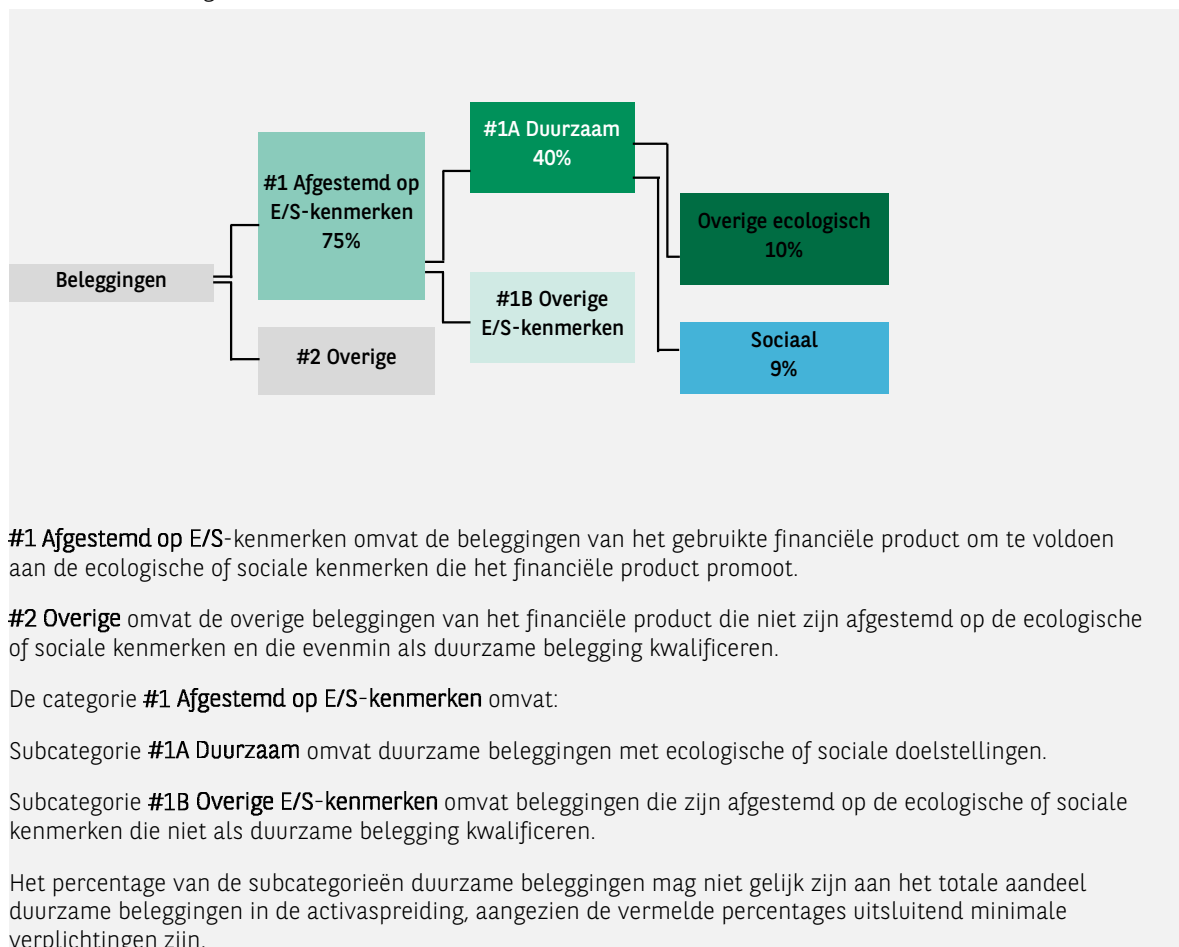 #1A Duurzaam
40%
#1 Afgestemd op
E/S-kenmerken
75%
Overige ecologisch
10%
Beleggingen
#1B Overige
E/S-kenmerken
#2 Overige
Sociaal
9%
#1 Afgestemd op E/S-kenmerken omvat de beleggingen van het gebruikte financiële product om te voldoen
aan de ecologische of sociale kenmerken die het financiële product promoot.
#2 Overige omvat de overige beleggingen van het financiële product die niet zijn afgestemd op de ecologische
of sociale kenmerken en die evenmin als duurzame belegging kwalificeren.
De categorie #1 Afgestemd op E/S-kenmerken omvat:
Subcategorie #1A Duurzaam omvat duurzame beleggingen met ecologische of sociale doelstellingen.
Subcategorie #1B Overige E/S-kenmerken omvat beleggingen die zijn afgestemd op de ecologische of sociale
kenmerken die niet als duurzame belegging kwalificeren.
Het percentage van de subcategorieën duurzame beleggingen mag niet gelijk zijn aan het totale aandeel
duurzame beleggingen in de activaspreiding, aangezien de vermelde percentages uitsluitend minimale
verplichtingen zijn.